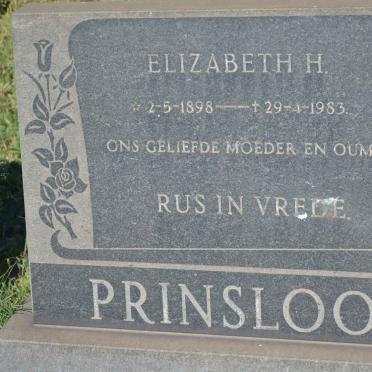 ELIZABETH H.
☆ 2-5-1898 — † 29-4-1983.
ONS GELIEFDE MOEDER EN OUM
RUS IN VREDE.
PRINSLOO